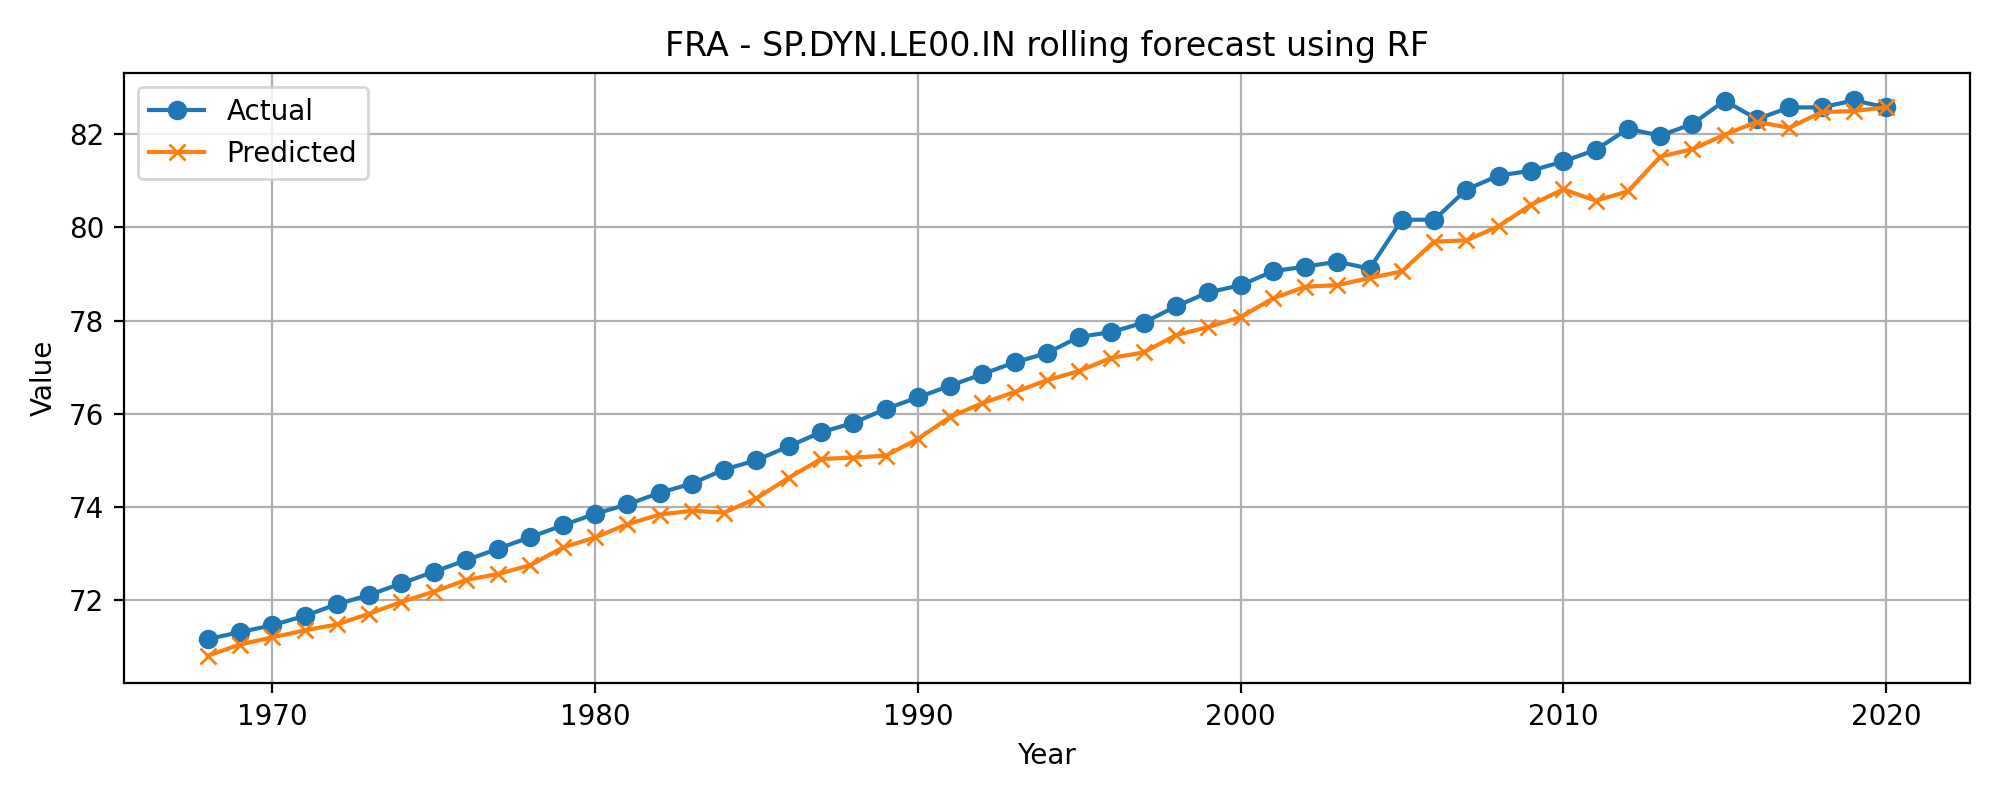 FRA - SP.DYN.LE00.IN rolling forecast using RF
Actual
Predicted
82
80
78
76
74
72
Value
1970
1980
1990
2000
2010
2020
Year